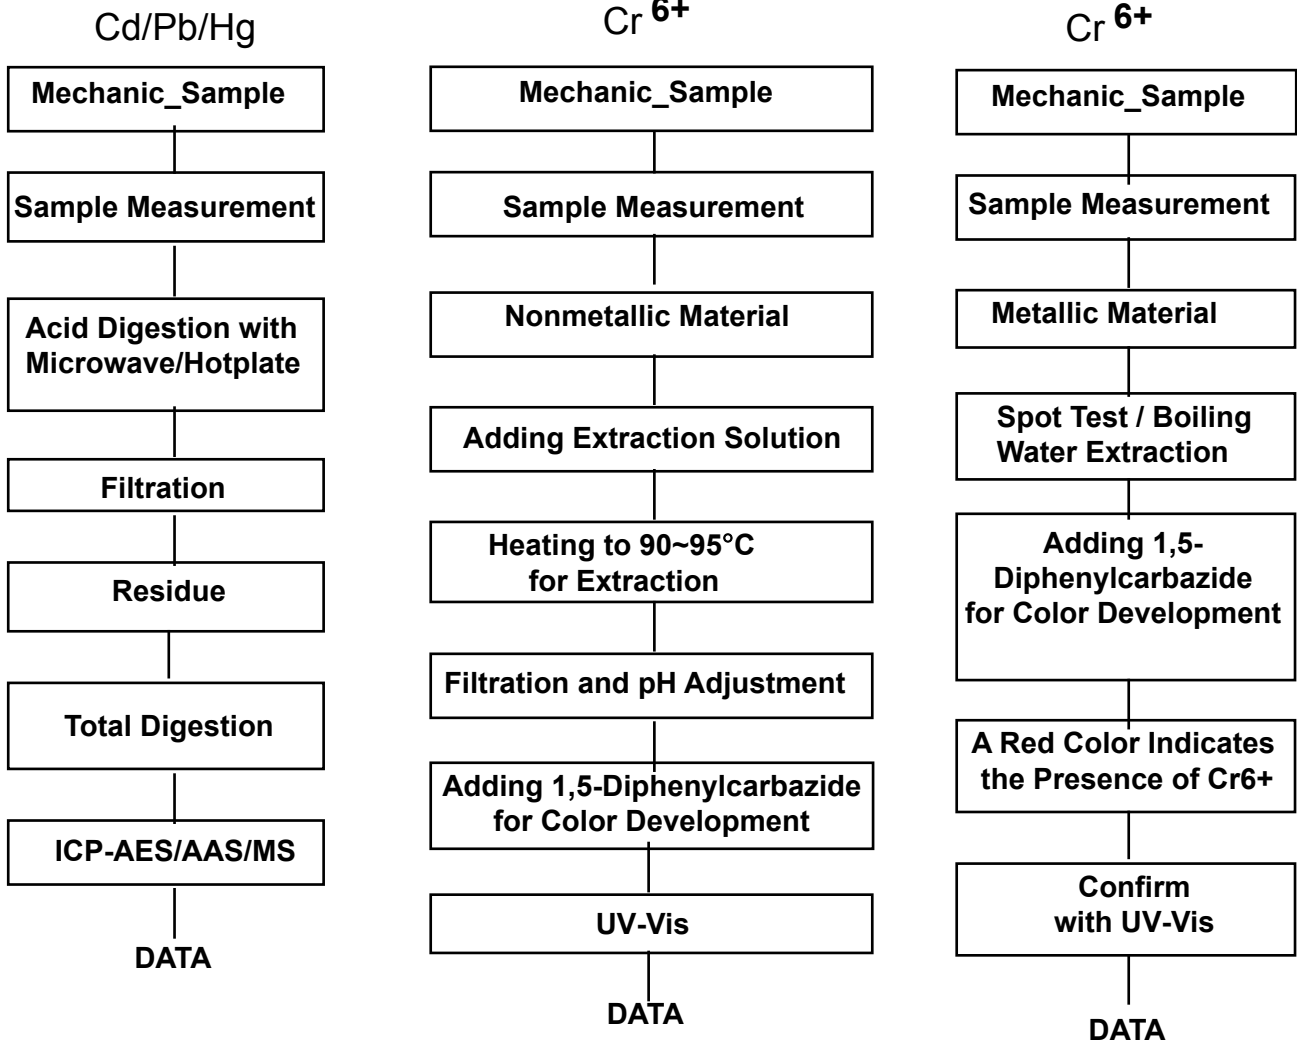 Cd/Pb/Hg
Mechanic_Sample
Sample Measurement
Acid Digestion with
Microwave/Hotplate
Filtration
Residue
Total Digestion
ICP-AES/AAS/MS
DATA
Cr 6+
Mechanic_Sample
Sample Measurement
Nonmetallic Material
Adding Extraction Solution
Heating to 90~95°C
for Extraction
Filtration and pH Adjustment
Adding 1,5-Diphenylcarbazide
for Color Development
UV-Vis
DATA
Cr 6+
Mechanic_Sample
Sample Measurement
Metallic Material
Spot Test / Boiling
Water Extraction
Adding 1,5-
Diphenylcarbazide
for Color Development
A Red Color Indicates
the Presence of Cr6+
Confirm
with UV-Vis
DATA